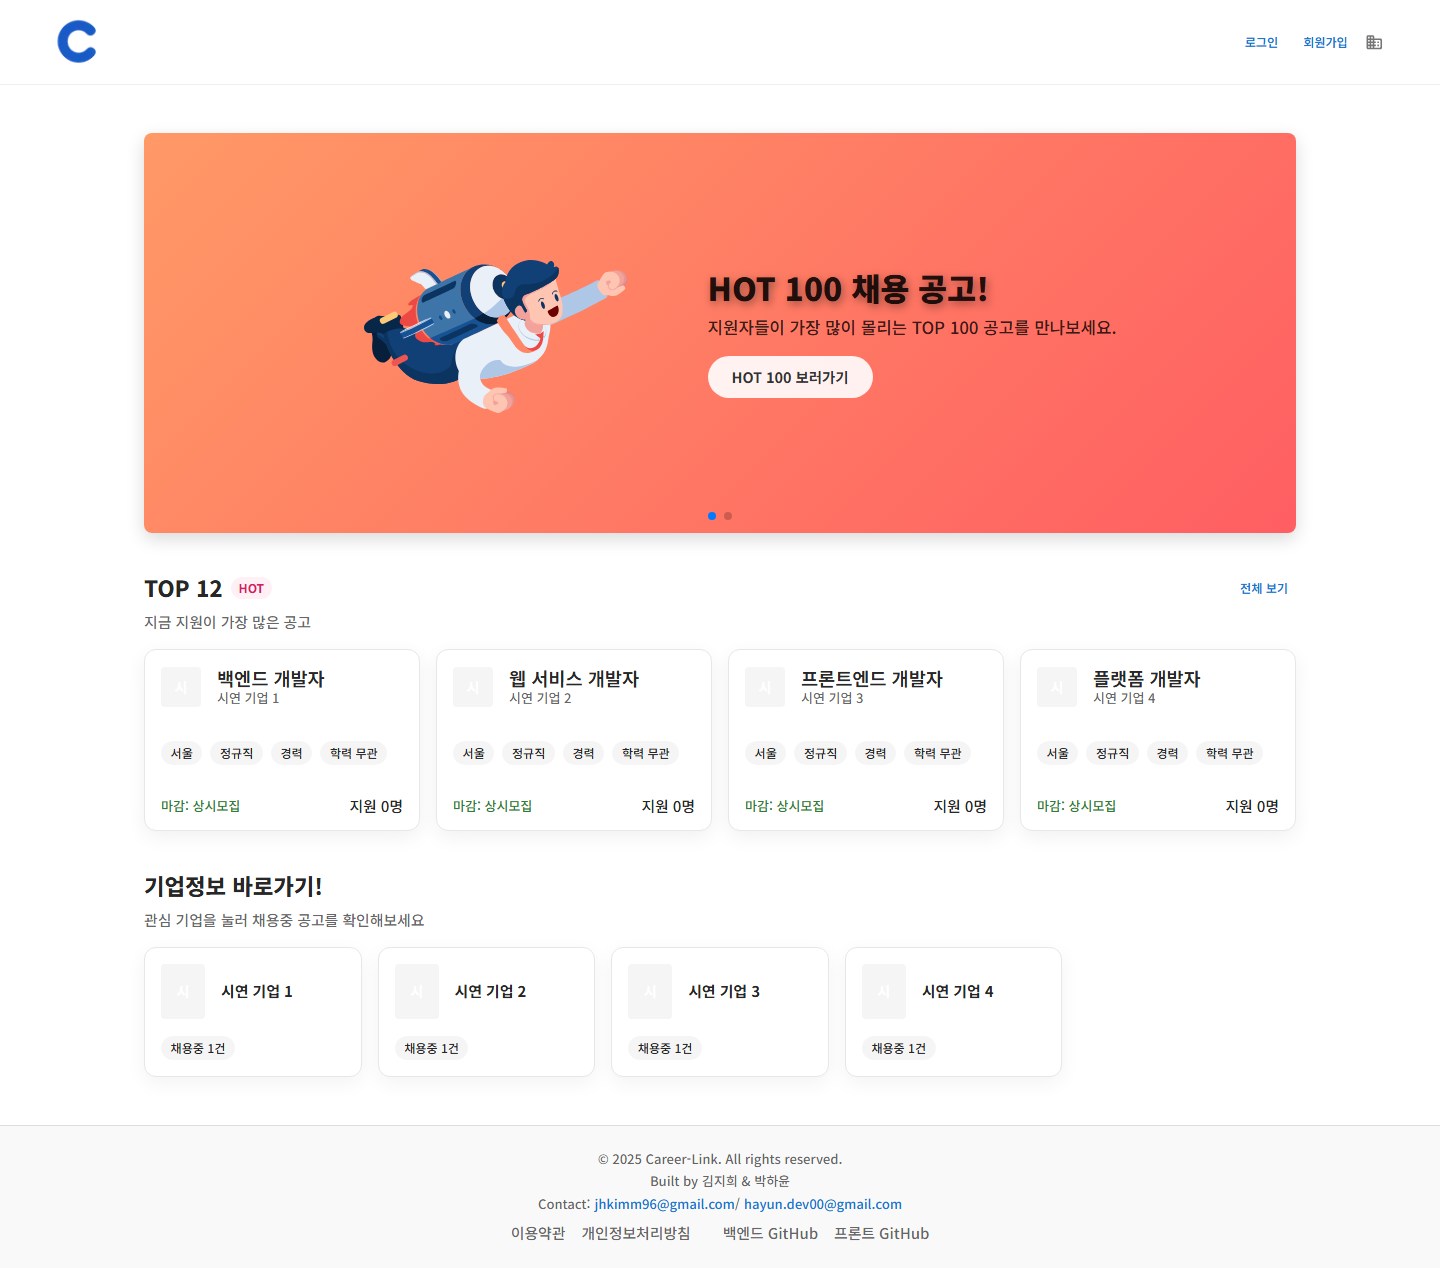 C
로그인 회원가입
HOT 100 채용 공고!
지원자들이 가장 많이 몰리는 TOP 100 공고를 만나보세요.
HOT 100 보러가기
TOP 12 HOT 전체 보기
지금 지원이 가장 많은 공고
시 백엔드 개발자
시연 기업 1
서울 정규직 경력 학력 무관
마감: 상시모집 지원 0명
시 웹 서비스 개발자
시연 기업 2
서울 정규직 경력 학력 무관
마감: 상시모집 지원 0명
시 프론트엔드 개발자
시연 기업 3
서울 정규직 경력 학력 무관
마감: 상시모집 지원 0명
시 플랫폼 개발자
시연 기업 4
서울 정규직 경력 학력 무관
마감: 상시모집 지원 0명
기업정보 바로가기!
관심 기업을 눌러 채용중 공고를 확인해보세요
시 시연 기업 1
채용중 1건
시 시연 기업 2
채용중 1건
시 시연 기업 3
채용중 1건
시 시연 기업 4
채용중 1건
© 2025 Career-Link. All rights reserved.
Built by 김지희 & 박하윤
Contact: jhkimm96@gmail.com/ hayun.dev00@gmail.com
이용약관 개인정보처리방침 백엔드 GitHub 프론트 GitHub